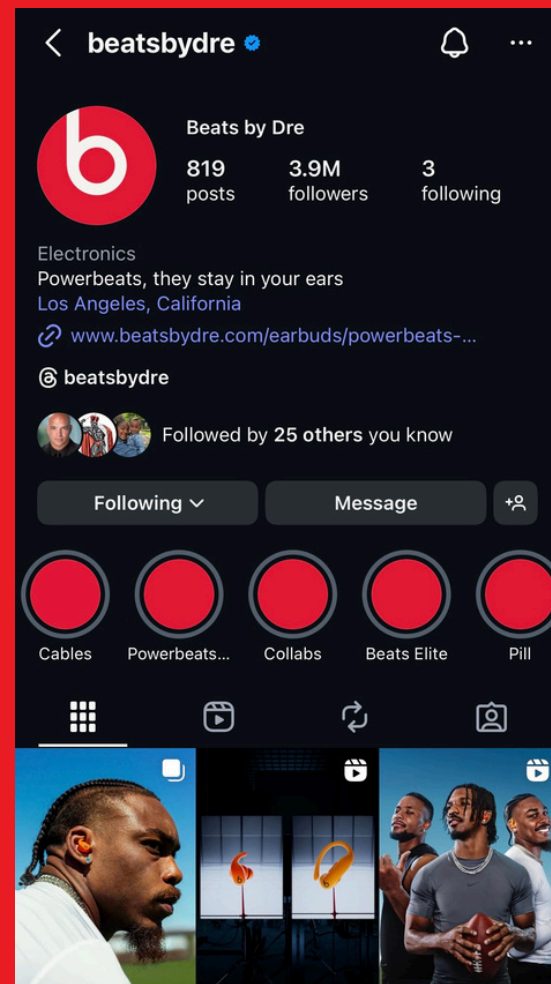 beatsbydre
b
Beats by Dre
819 3.9M 3
posts followers following
Electronics
Powerbeats, they stay in your ears
Los Angeles, California
www.beatsbydre.com/earbuds/powerbeats-...
beatsbydre
Followed by 25 others you know
Following Message
Cables Powerbeats... Collabs Beats Elite Pill